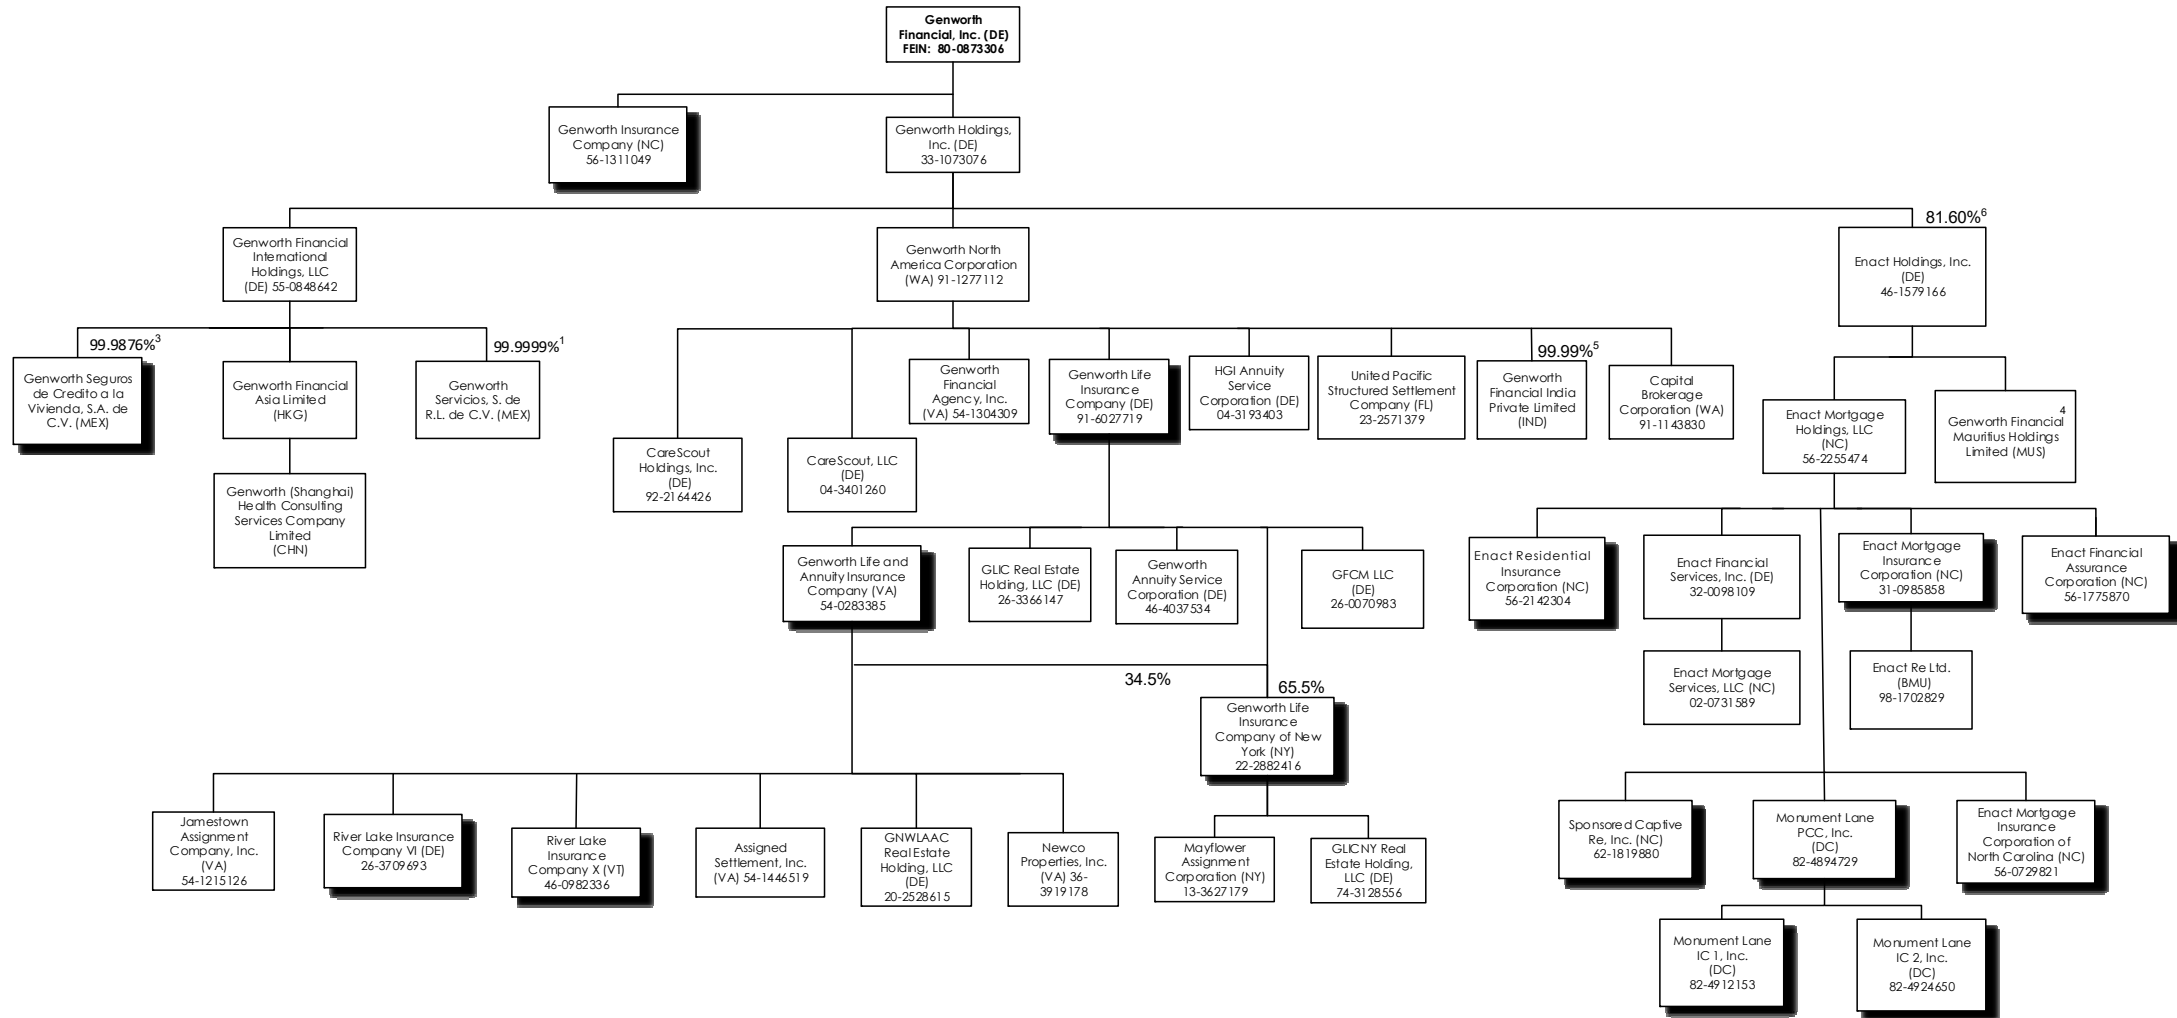 Genworth
Financial, Inc. (DE)
FEIN: 80-0873306
Genworth Insurance
Company (NC)
56-1311049
Genworth Holdings,
Inc. (DE)
33-1073076
Genworth Financial
International
Holdings, LLC
(DE) 55-0848642
Genworth North
America Corporation
(WA) 91-1277112
81.60%6
Enact Holdings, Inc.
(DE)
46-1579166
99.9876%3
Genworth Seguros
de Credito a la
Vivienda, S.A. de
C.V. (MEX)
Genworth Financial
Asia Limited
(HKG)
99.9999%1
Genworth
Servicios, S. de
R.L. de C.V. (MEX)
Genworth (Shanghai)
Health Consulting
Services Company
Limited
(CHN)
CareScout
Holdings, Inc.
(DE)
92-2164426
CareScout, LLC
(DE)
04-3401260
Genworth
Financial
Agency, Inc.
(VA) 54-1304309
Genworth Life
Insurance
Company (DE)
91-6027719
HGI Annuity
Service
Corporation (DE)
04-3193403
United Pacific
Structured Settlement
Company (FL)
23-2571379
99.99%5
Genworth
Financial India
Private Limited
(IND)
Capital
Brokerage
Corporation (WA)
91-1143830
Enact Mortgage
Holdings, LLC
(NC)
56-2255474
4
Genworth Financial
Mauritius Holdings
Limited (MUS)
Genworth Life and
Annuity Insurance
Company (VA)
54-0283385
GLIC Real Estate
Holding, LLC (DE)
26-3366147
Genworth
Annuity Service
Corporation (DE)
46-4037534
GFCM LLC
(DE)
26-0070983
Enact Residential
Insurance
Corporation (NC)
56-2142304
Enact Financial
Services, Inc. (DE)
32-0098109
Enact Mortgage
Insurance
Corporation (NC)
31-0985858
Enact Financial
Assurance
Corporation (NC)
56-1775870
Enact Mortgage
Services, LLC (NC)
02-0731589
Enact Re Ltd.
(BMU)
98-1702829
34.5%
65.5%
Genworth Life
Insurance
Company of New
York (NY)
22-2882416
Jamestown
Assignment
Company, Inc.
(VA)
54-1215126
River Lake Insurance
Company VI (DE)
26-3709693
River Lake
Insurance
Company X (VT)
46-0982336
Assigned
Settlement, Inc.
(VA) 54-1446519
GNWLAAC
Real Estate
Holding, LLC
(DE)
20-2528615
Newco
Properties, Inc.
(VA) 36-
3919178
Mayflower
Assignment
Corporation (NY)
13-3627179
GLICNY Real
Estate Holding,
LLC (DE)
74-3128556
Sponsored Captive
Re, Inc. (NC)
62-1819880
Monument Lane
PCC, Inc.
(DC)
82-4894729
Enact Mortgage
Insurance
Corporation of
North Carolina (NC)
56-0729821
Monument Lane
IC 1, Inc.
(DC)
82-4912153
Monument Lane
IC 2, Inc.
(DC)
82-4924650